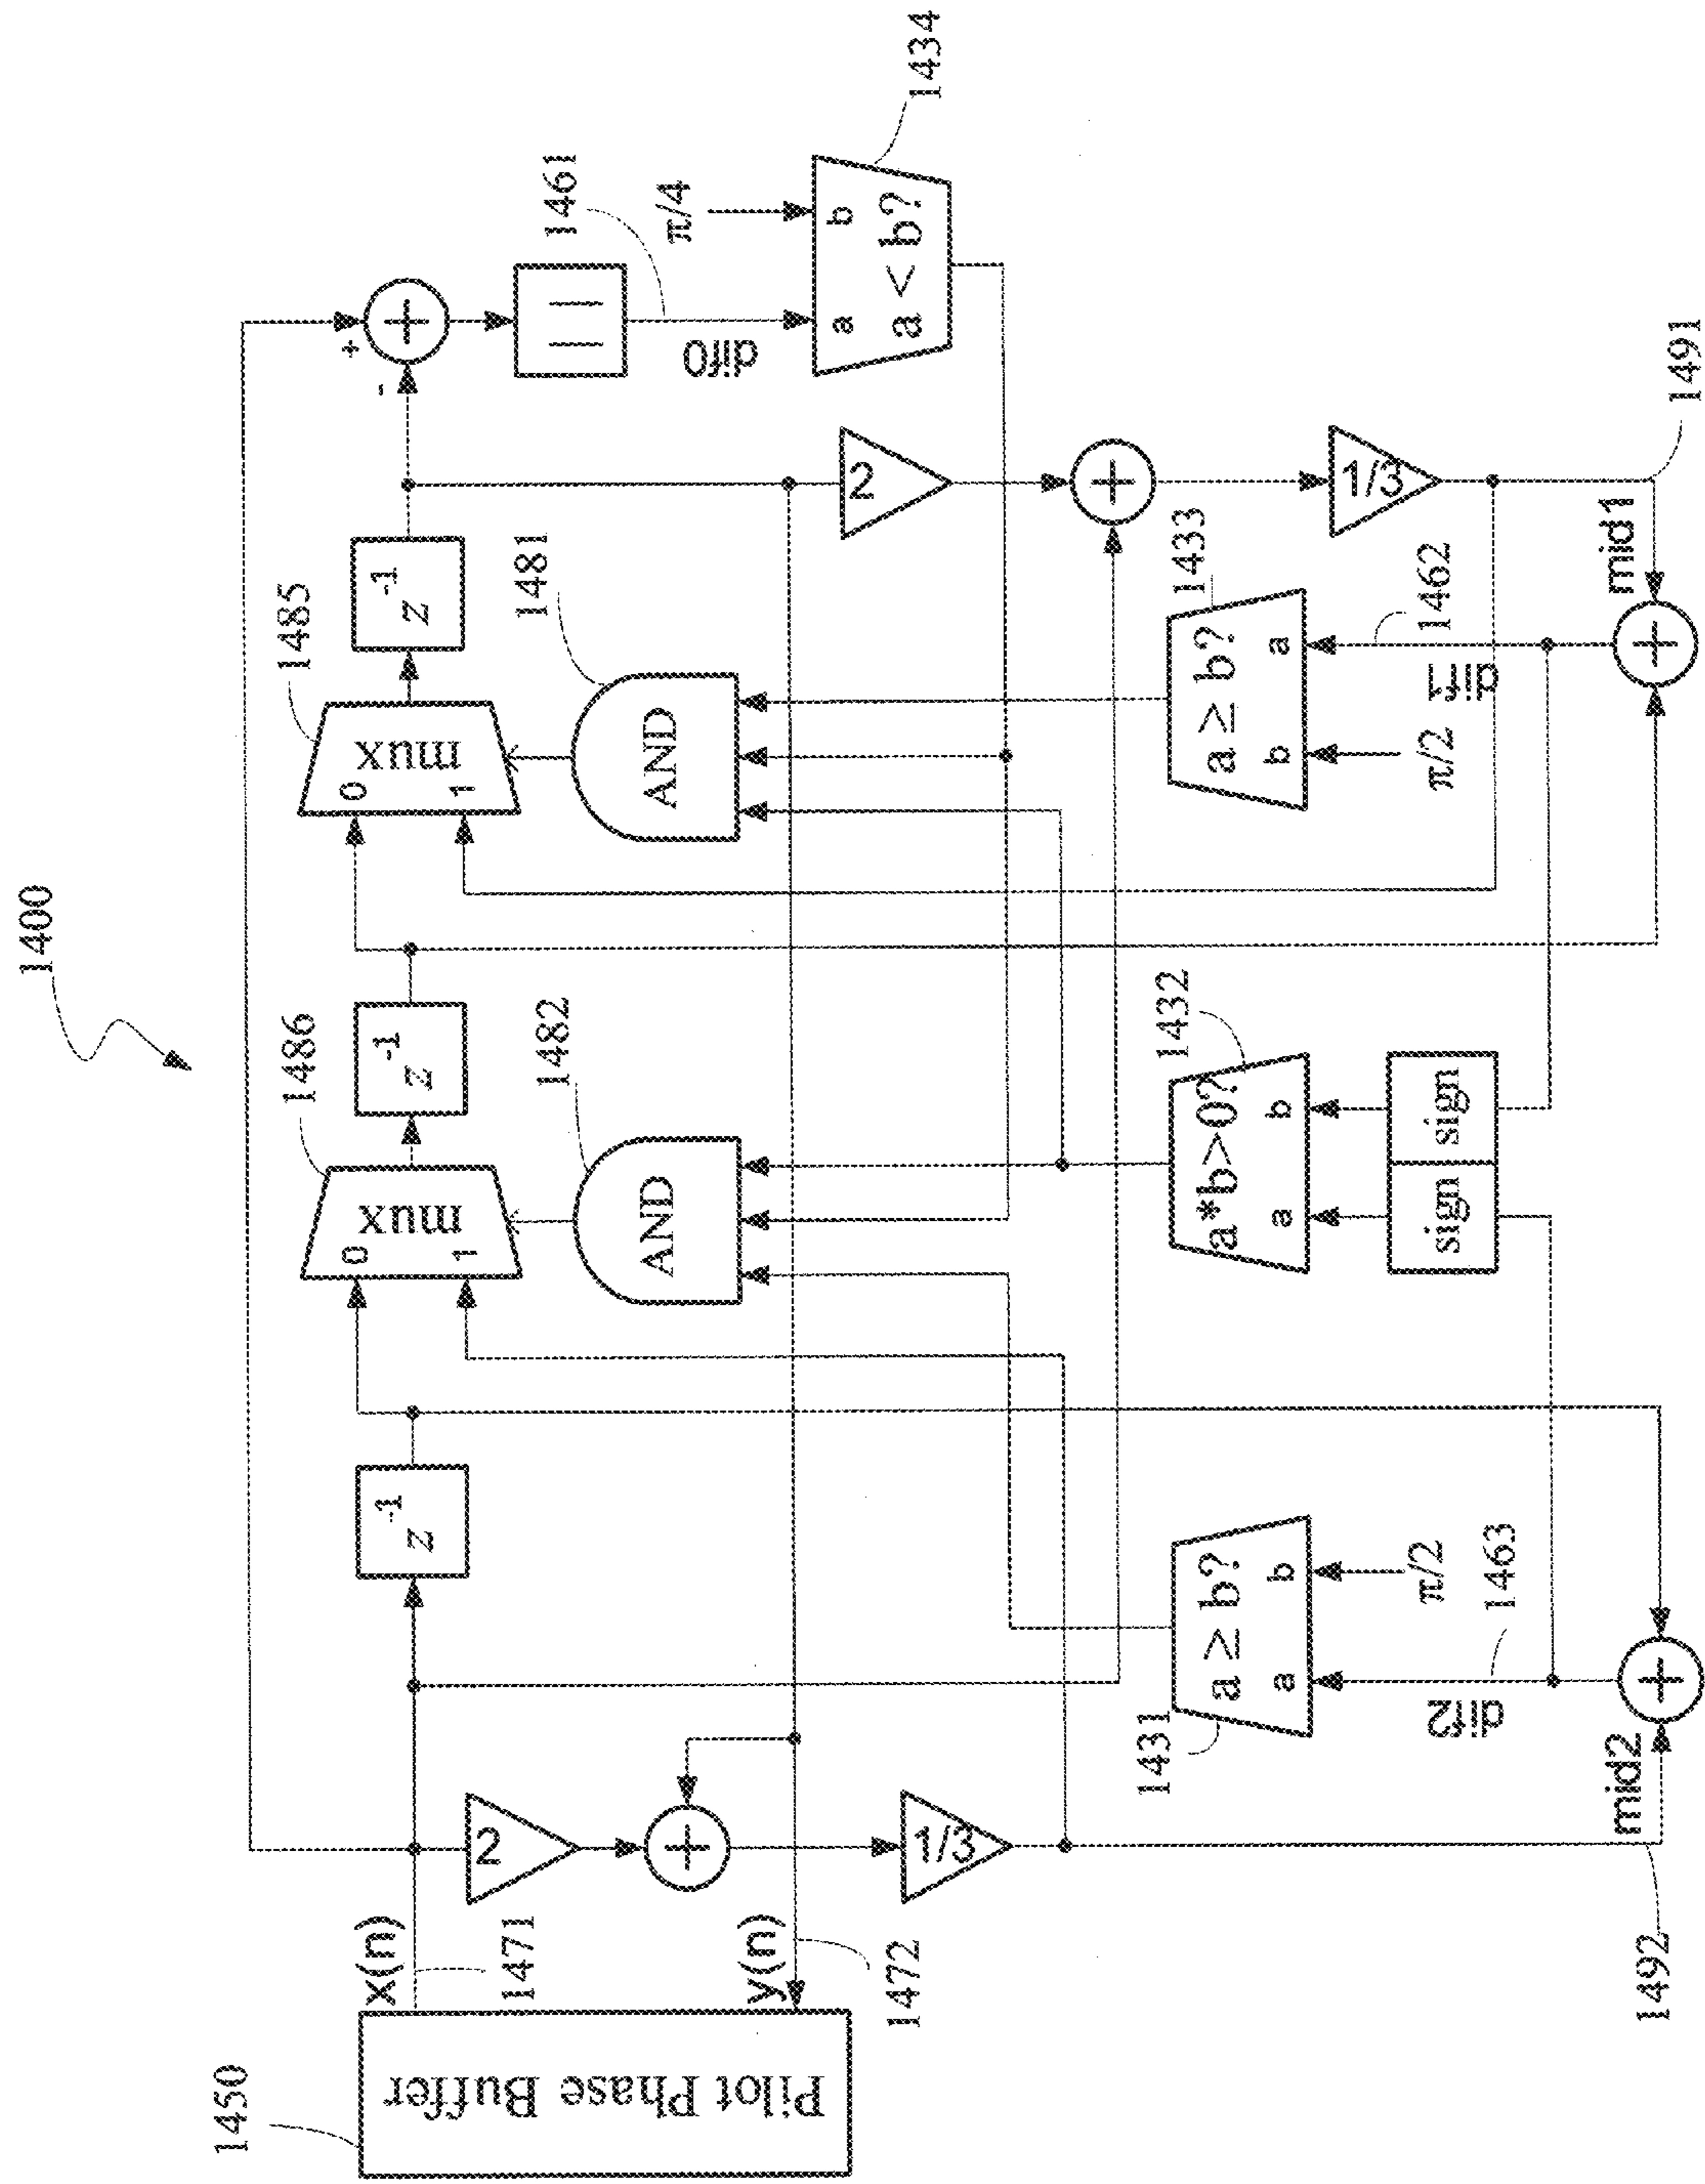 1400
1450
Pilot Phase Buffer
x(n)
1471
y(n)
1472
2
+
1/3
1492
mid2
+
dif2
1463
1431
a ≥ b?
a
b
π/2
z-1
1486
mux
0
1
1482
AND
z-1
1432
a*b>0?
a
b
sign
sign
1485
mux
0
1
1481
AND
z-1
1433
a ≥ b?
b
a
π/2
dif1
1462
mid1
+
1491
2
+
1/3
+
-
+
| |
1461
dif0
π/4
a
b
a < b?
1434